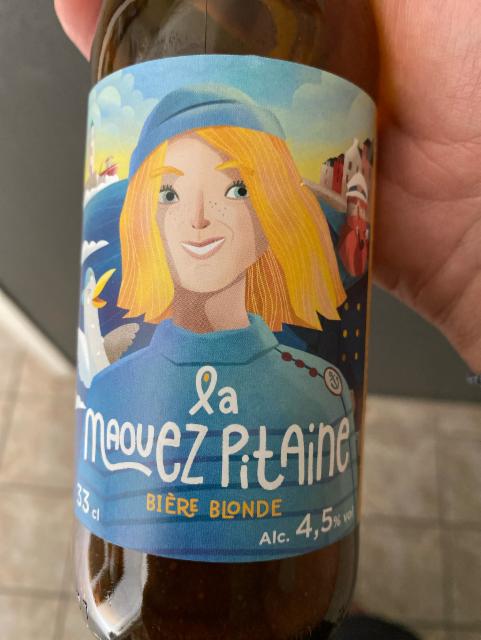 la
Maouez Pitaine
BIÈRE BLONDE
33 cl
Alc. 4,5% vol